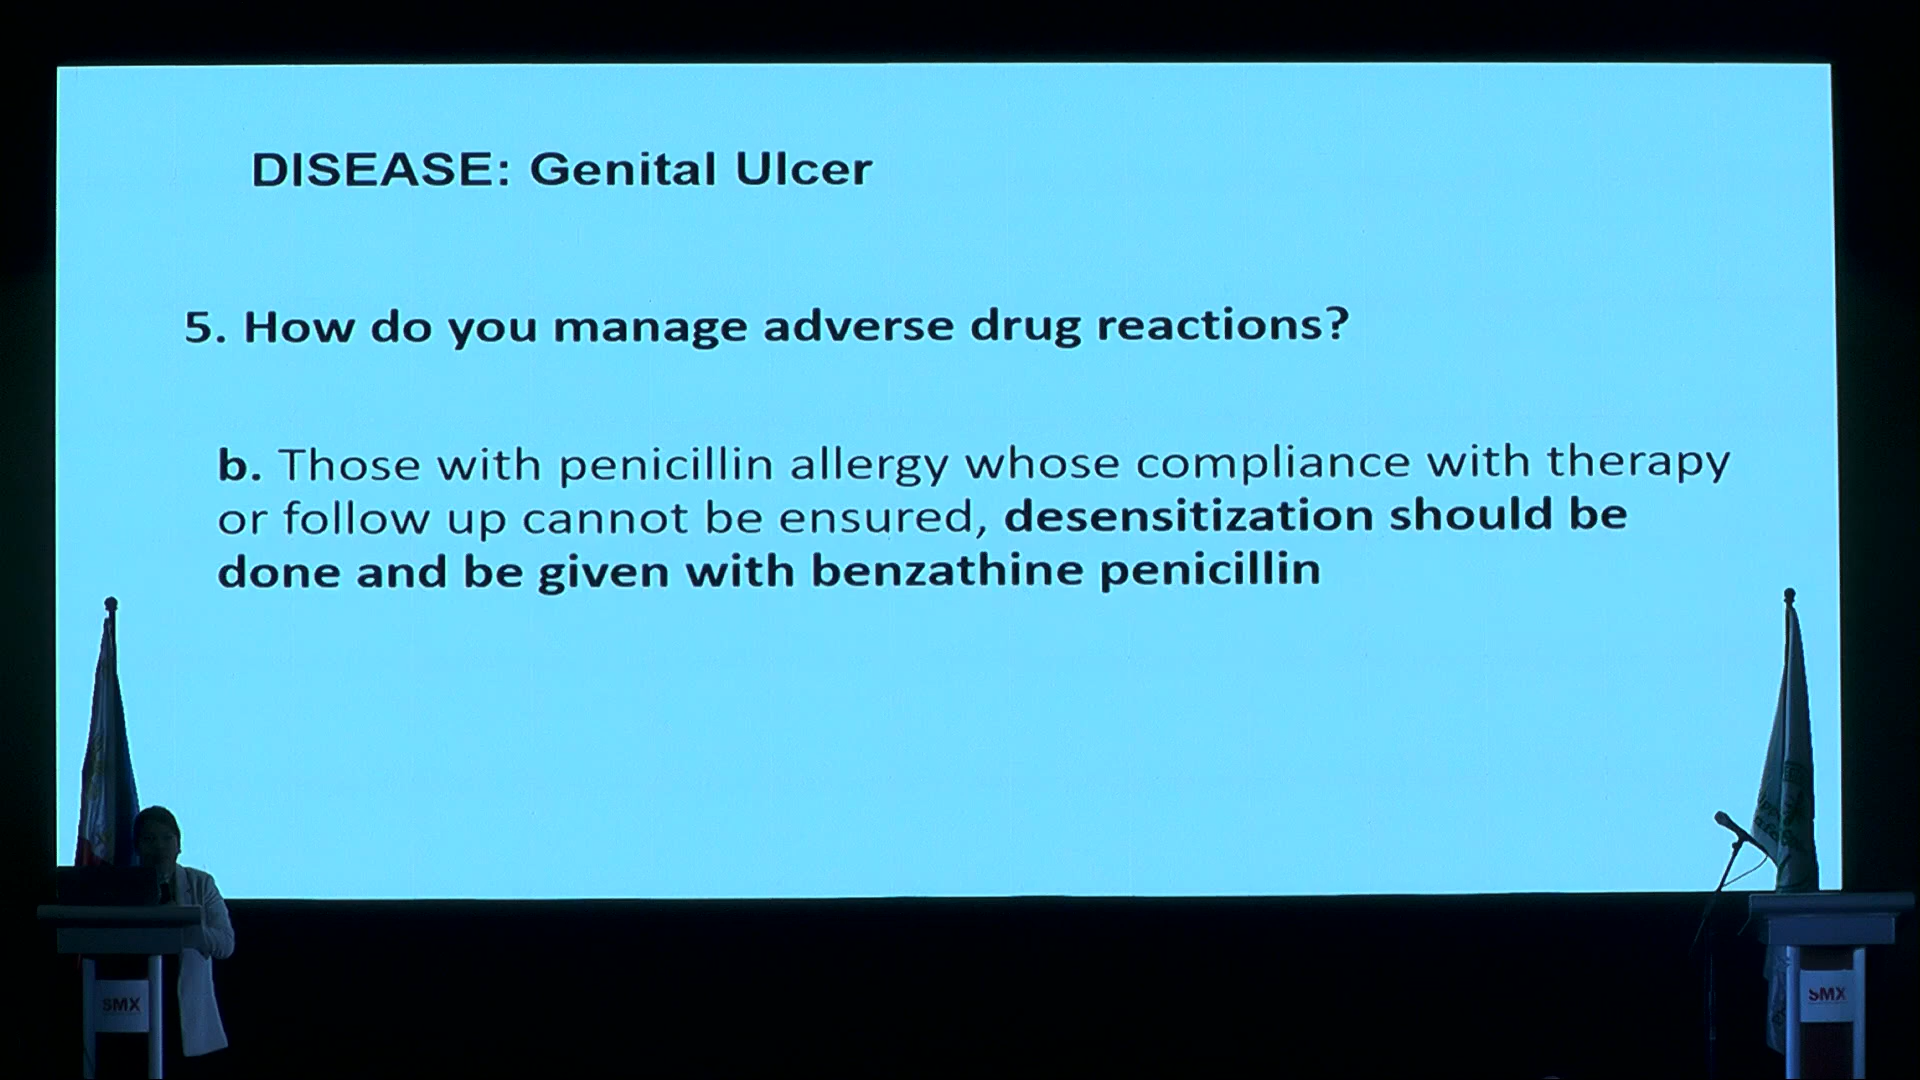 DISEASE: Genital Ulcer
5. How do you manage adverse drug reactions?
b. Those with penicillin allergy whose compliance with therapy
or follow up cannot be ensured, desensitization should be
done and be given with benzathine penicillin
SMX
SMX